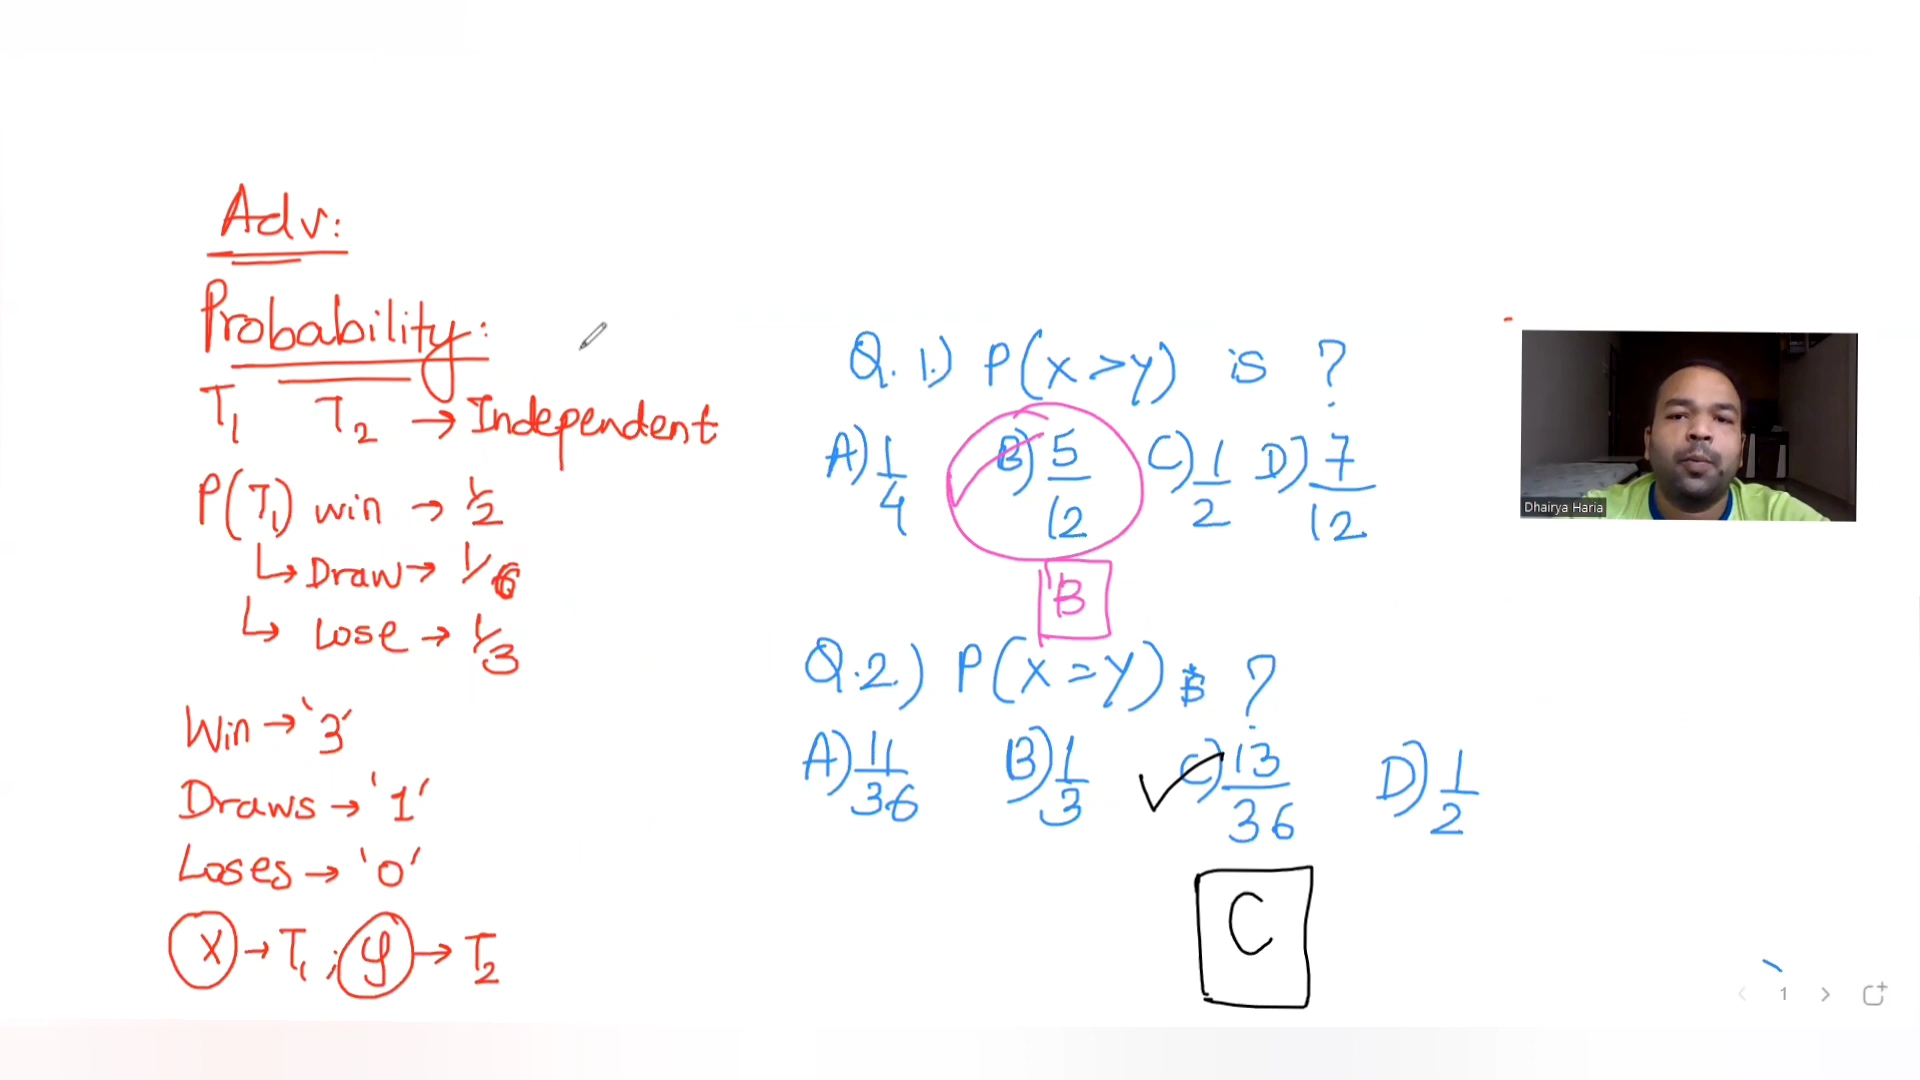 Adv:
Probability:
T₁ T₂ → Independent
P(T₁) win → 1/2
↳ Draw → 1/6
↳ Lose → 1/3
Win → '3'
Draws → '1'
Loses → '0'
X → T₁ ; y → T₂
Q.1.) P(X>Y) is ?
A) 1/4 B) 5/12 C) 1/2 D) 7/12
B
Q.2.) P(X=Y) is ?
A) 11/36 B) 1/3 C) 13/36 D) 1/2
C
Dhairya Haria
1